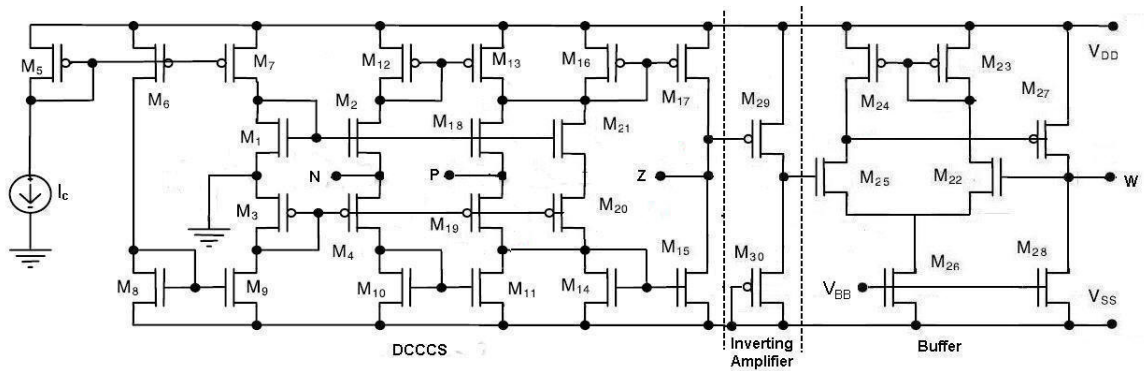 M12 M13 M16 M23 VDD
M5 M7
M6 M17 M24 M27
M2 M29
M1 M18 M21
N P Z M25 M22 W
IC
M3 M20
M4 M19
M15 M30 M28
M8 M9 M10 M11 M14 M26
VBB VSS
DCCCS Inverting Buffer
Amplifier